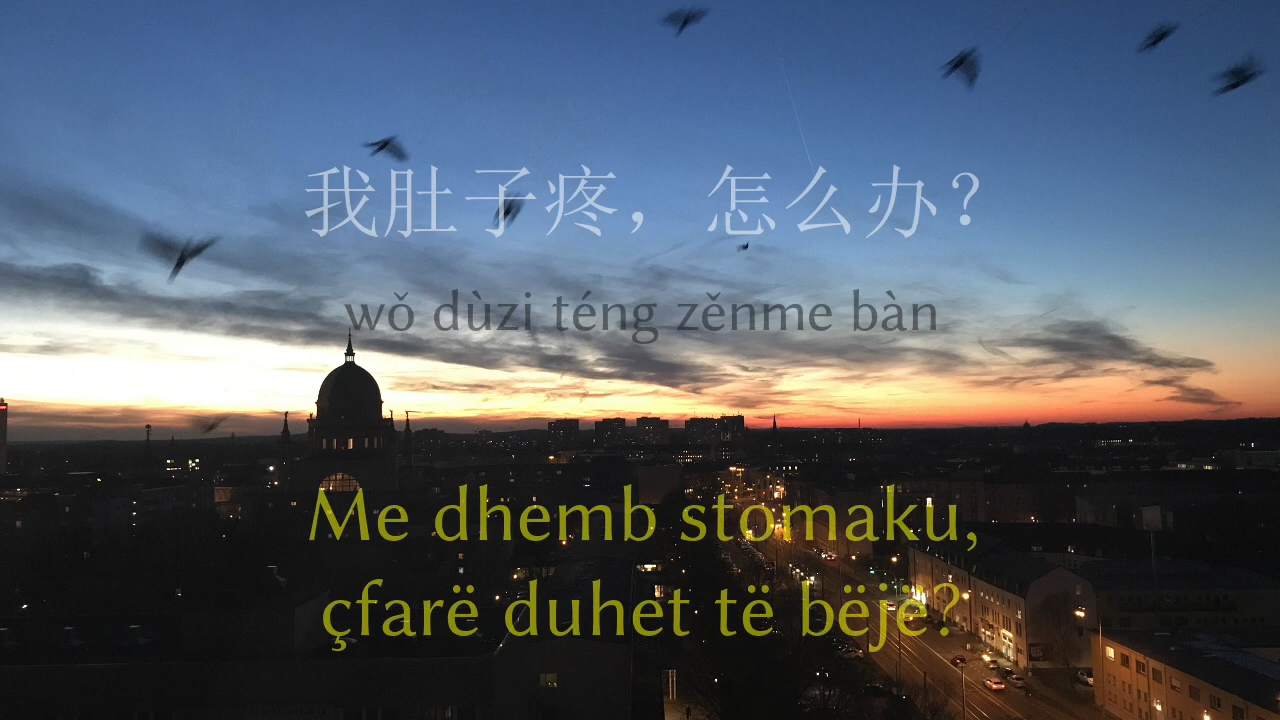 我肚子疼，怎么办？
wǒ dùzi téng zěnme bàn
Me dhemb stomaku,
çfarë duhet të bëjë?